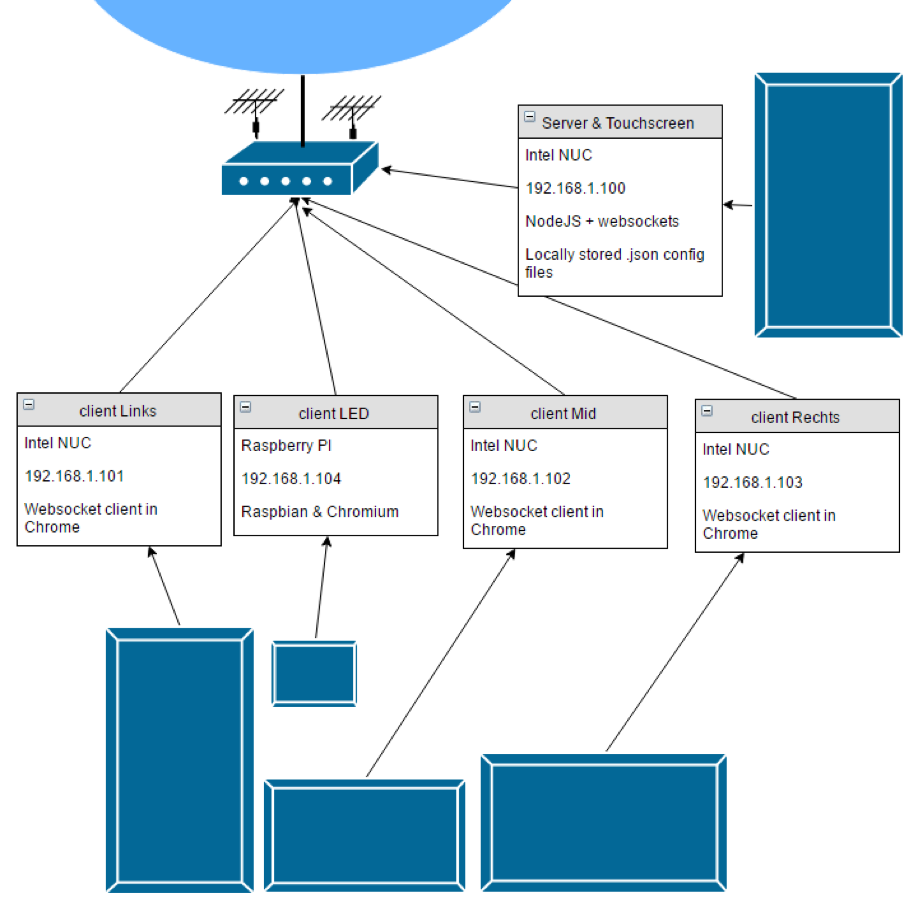 Server & Touchscreen
Intel NUC
192.168.1.100
NodeJS + websockets
Locally stored .json config
files
client Links
Intel NUC
192.168.1.101
Websocket client in
Chrome
client LED
Raspberry PI
192.168.1.104
Raspbian & Chromium
client Mid
Intel NUC
192.168.1.102
Websocket client in
Chrome
client Rechts
Intel NUC
192.168.1.103
Websocket client in
Chrome